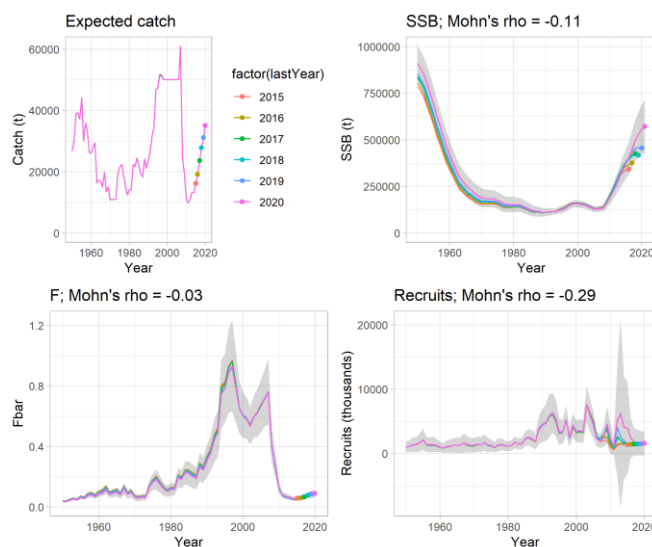 Expected catch
Catch (t)
60000
40000
20000
0
1960
1980
2000
2020
Year
factor(lastYear)
2015
2016
2017
2018
2019
2020
SSB; Mohn's rho = -0.11
SSB (t)
1000000
750000
500000
250000
0
1960
1980
2000
2020
Year
F; Mohn's rho = -0.03
Fbar
1.2
0.8
0.4
0.0
1960
1980
2000
2020
Year
Recruits; Mohn's rho = -0.29
Recruits (thousands)
20000
10000
0
1960
1980
2000
2020
Year